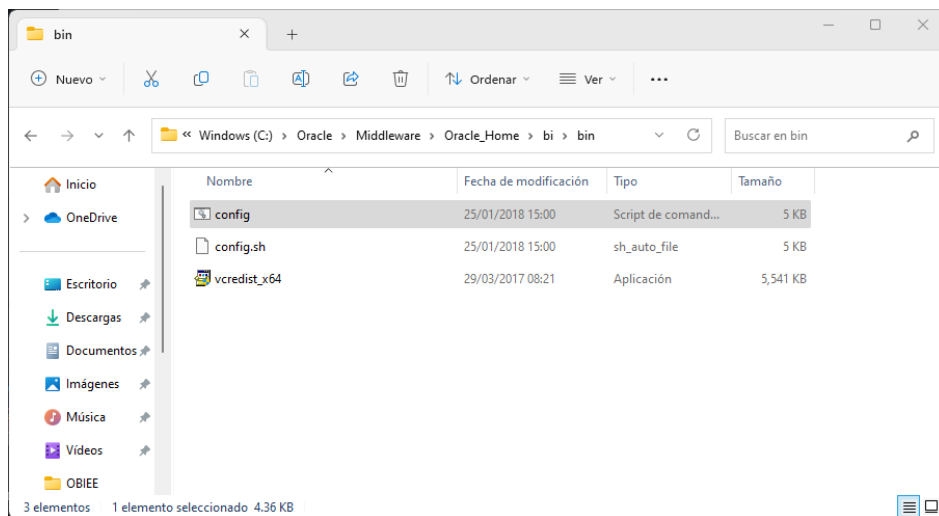 bin
Nuevo
Ordenar
Ver
« Windows (C:) > Oracle > Middleware > Oracle_Home > bi > bin
Buscar en bin
Inicio
OneDrive
Escritorio
Descargas
Documentos
Imágenes
Música
Vídeos
OBIEE
Nombre Fecha de modificación Tipo Tamaño
config 25/01/2018 15:00 Script de comand... 5 KB
config.sh 25/01/2018 15:00 sh_auto_file 5 KB
vcredist_x64 29/03/2017 08:21 Aplicación 5,541 KB
3 elementos 1 elemento seleccionado 4.36 KB